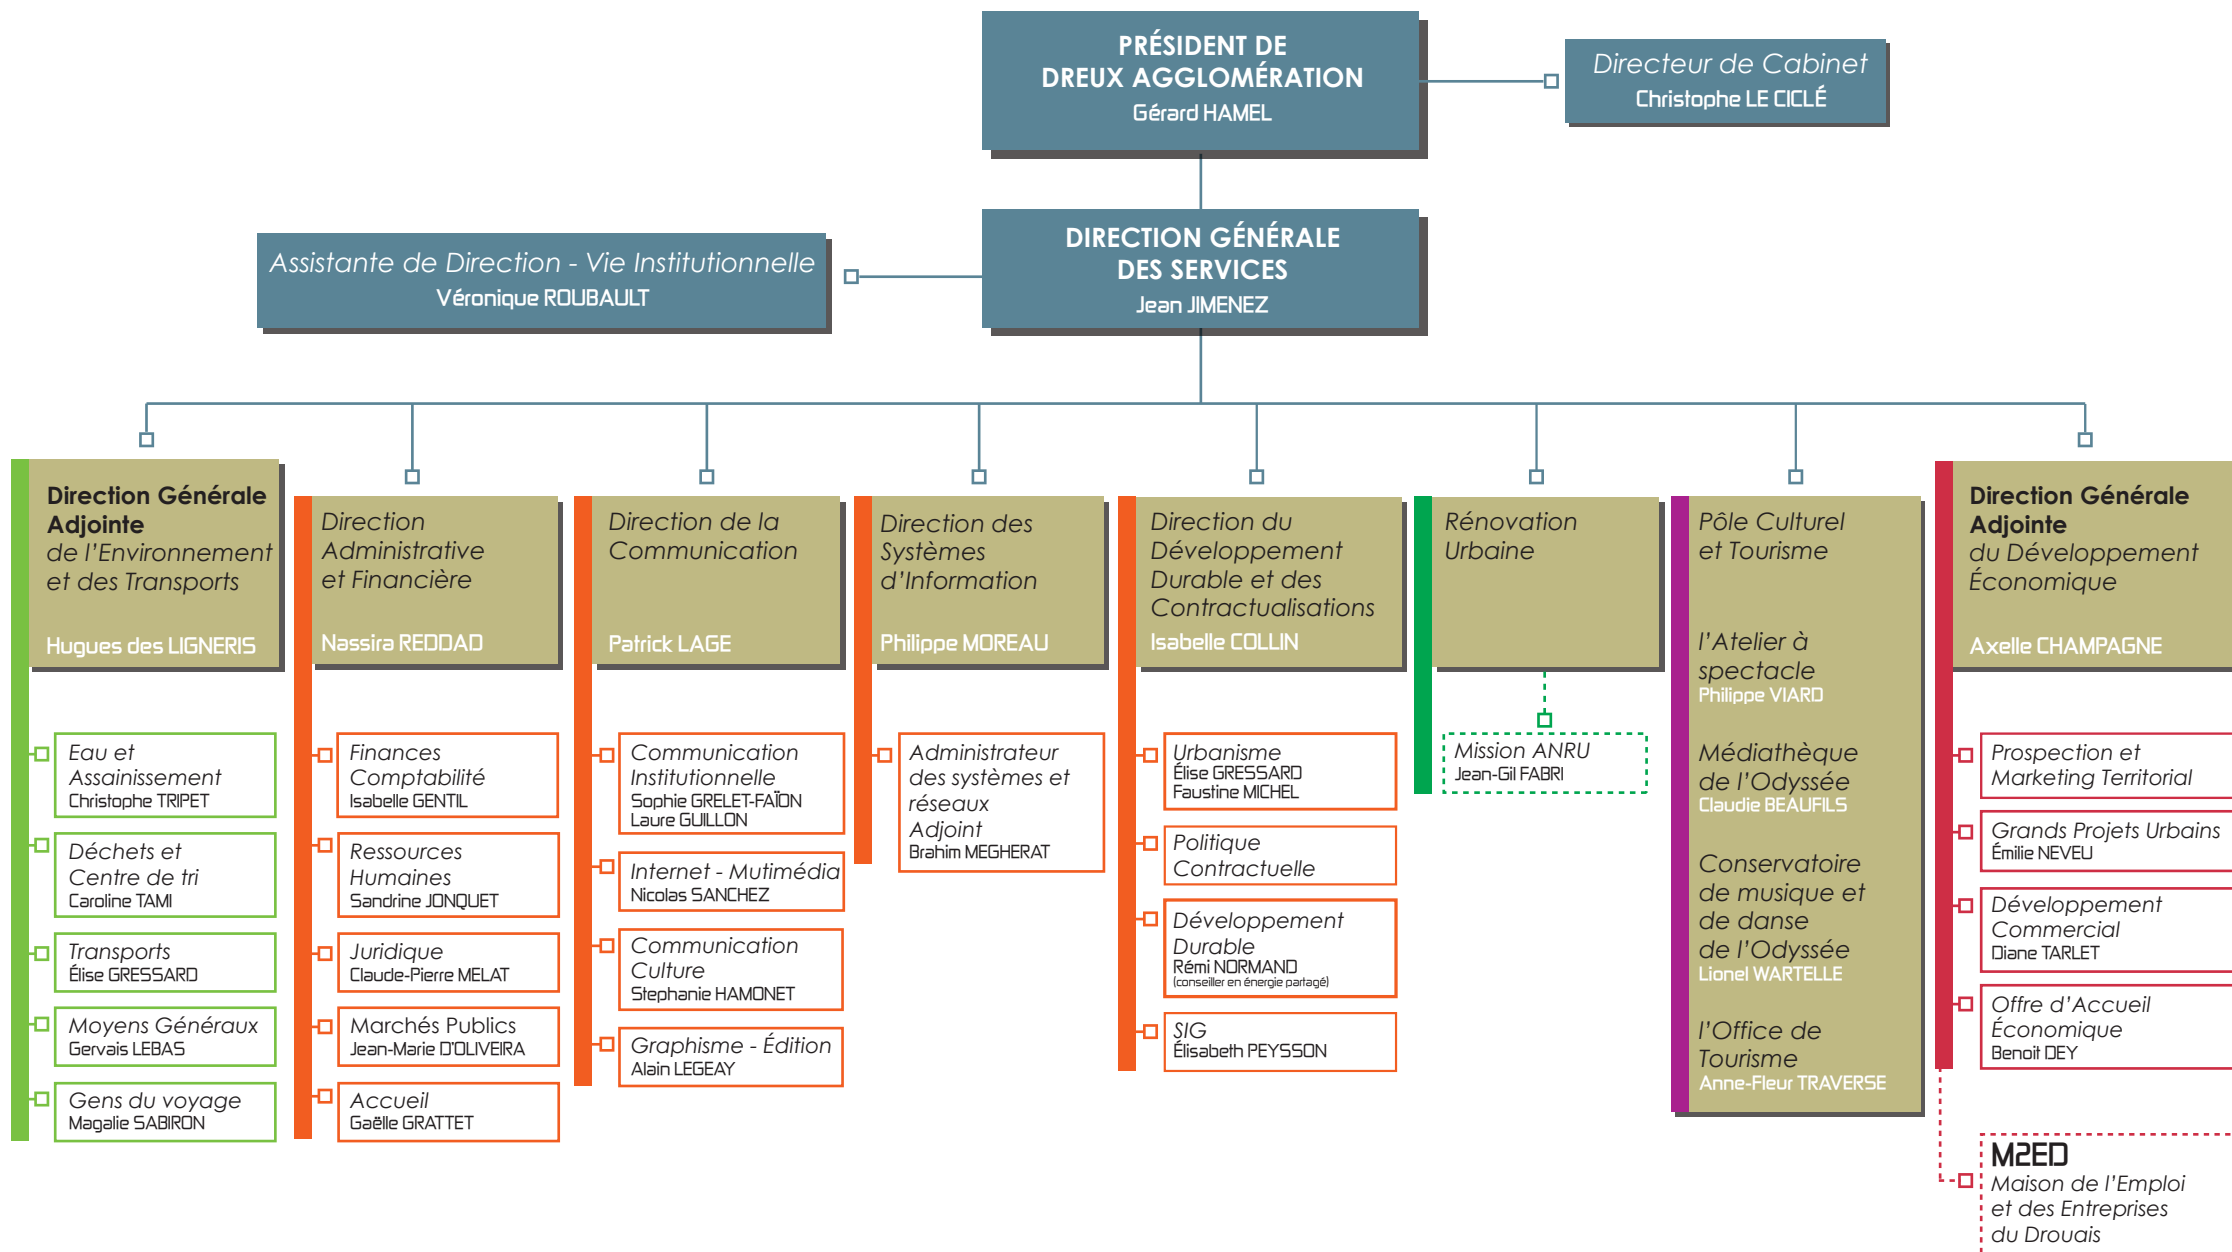 PRÉSIDENT DE
DREUX AGGLOMÉRATION
Gérard HAMEL
Directeur de Cabinet
Christophe LE CICLÉ
DIRECTION GÉNÉRALE
DES SERVICES
Jean JIMENEZ
Assistante de Direction - Vie Institutionnelle
Véronique ROUBAULT
Direction Générale
Adjointe
de l'Environnement
et des Transports
Hugues des LIGNERIS
Eau et
Assainissement
Christophe TRIPET
Déchets et
Centre de tri
Caroline TAMI
Transports
Élise GRESSARD
Moyens Généraux
Gervais LEBAS
Gens du voyage
Magalie SABIRON
Direction
Administrative
et Financière
Nassira REDDAD
Finances
Comptabilité
Isabelle GENTIL
Ressources
Humaines
Sandrine JONQUET
Juridique
Claude-Pierre MELAT
Marchés Publics
Jean-Marie D'OLIVEIRA
Accueil
Gaëlle GRATTET
Direction de la
Communication
Patrick LAGE
Communication
Institutionnelle
Sophie GRELET-FAÏON
Laure GUILLON
Internet - Mutimédia
Nicolas SANCHEZ
Communication
Culture
Stephanie HAMONET
Graphisme - Édition
Alain LEGEAY
Direction des
Systèmes
d'Information
Philippe MOREAU
Administrateur
des systèmes et
réseaux
Adjoint
Brahim MEGHERAT
Direction du
Développement
Durable et des
Contractualisations
Isabelle COLLIN
Urbanisme
Élise GRESSARD
Faustine MICHEL
Politique
Contractuelle
Développement
Durable
Rémi NORMAND
(conseiller en énergie partagé)
SIG
Élisabeth PEYSSON
Rénovation
Urbaine
Mission ANRU
Jean-Gil FABRI
Pôle Culturel
et Tourisme
l'Atelier à
spectacle
Philippe VIARD
Médiathèque
de l'Odyssée
Claudie BEAUFILS
Conservatoire
de musique et
de danse
de l'Odyssée
Lionel WARTELLE
l'Office de
Tourisme
Anne-Fleur TRAVERSE
Direction Générale
Adjointe
du Développement
Économique
Axelle CHAMPAGNE
Prospection et
Marketing Territorial
Grands Projets Urbains
Émilie NEVEU
Développement
Commercial
Diane TARLET
Offre d'Accueil
Économique
Benoit DEY
M2ED
Maison de l'Emploi
et des Entreprises
du Drouais